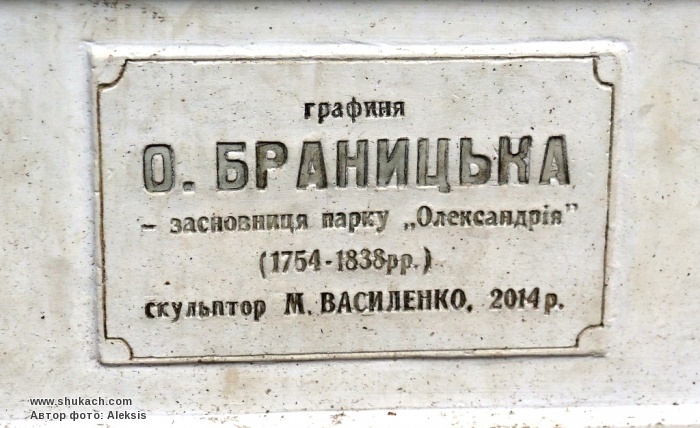 графиня
О. БРАНИЦЬКА
– засновниця парку „Олександрія”
(1754-1838рр.)
скульптор М. ВАСИЛЕНКО, 2014р.
www.shukach.com
Автор фото: Aleksis